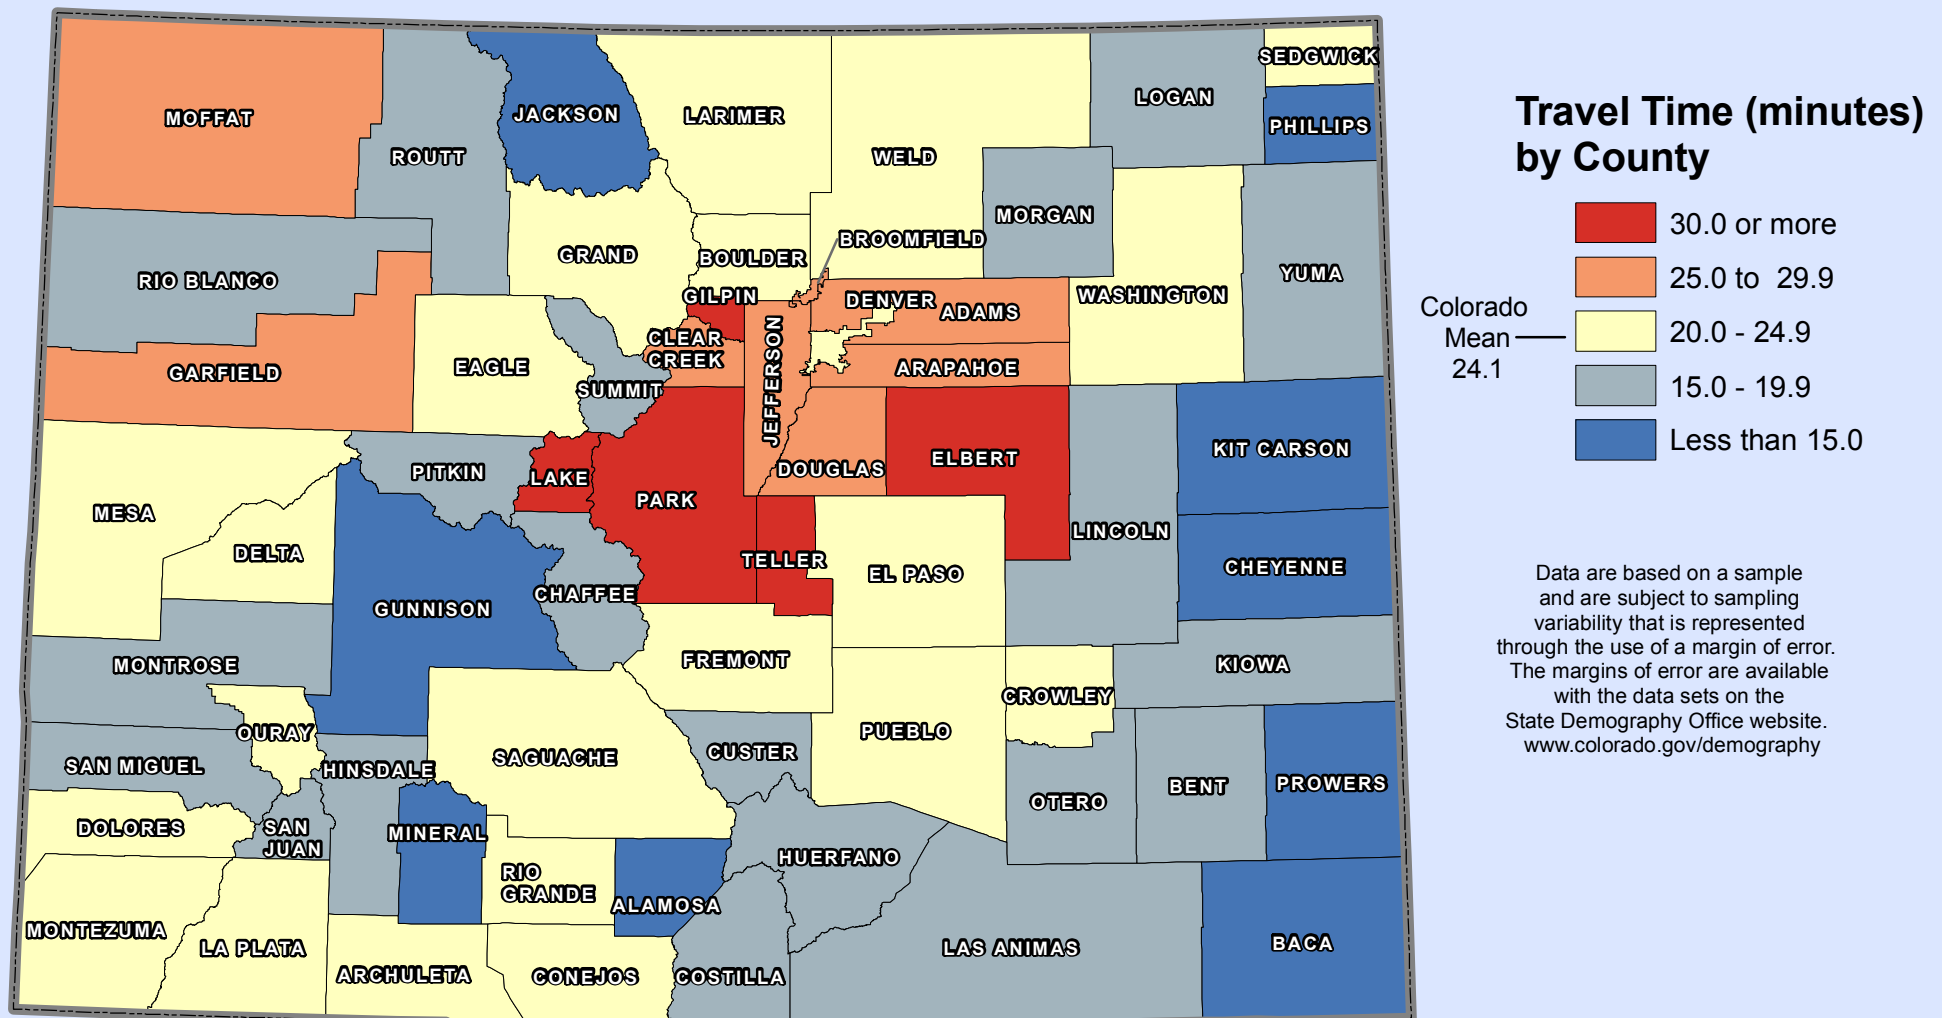 SEDGWICK
LOGAN
PHILLIPS
MOFFAT
JACKSON
LARIMER
ROUTT
WELD
MORGAN
BROOMFIELD
GRAND
BOULDER
YUMA
RIO BLANCO
GILPIN
DENVER
ADAMS
WASHINGTON
CLEAR
CREEK
JEFFERSON
ARAPAHOE
GARFIELD
EAGLE
SUMMIT
KIT CARSON
PITKIN
LAKE
DOUGLAS
ELBERT
PARK
MESA
LINCOLN
DELTA
TELLER
EL PASO
CHEYENNE
GUNNISON
CHAFFEE
MONTROSE
FREMONT
KIOWA
CROWLEY
OURAY
PUEBLO
SAN MIGUEL
HINSDALE
SAGUACHE
CUSTER
PROWERS
BENT
OTERO
DOLORES
SAN
JUAN
MINERAL
HUERFANO
RIO
GRANDE
ALAMOSA
MONTEZUMA
LA PLATA
BACA
LAS ANIMAS
ARCHULETA
CONEJOS
COSTILLA
Travel Time (minutes)
by County
30.0 or more
25.0 to  29.9
20.0 - 24.9
15.0 - 19.9
Less than 15.0
Colorado
Mean
24.1
Data are based on a sample
and are subject to sampling
variability that is represented
through the use of a margin of error.
The margins of error are available
with the data sets on the
State Demography Office website.
www.colorado.gov/demography